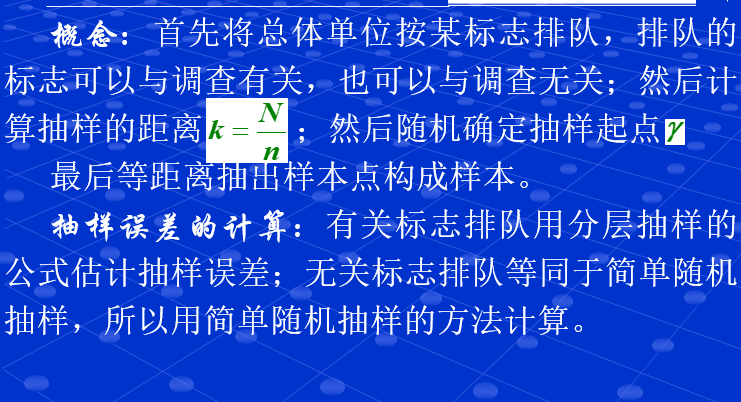 概念：首先将总体单位按某标志排队，排队的
标志可以与调查有关，也可以与调查无关；然后计
算抽样的距离 k = N/n ；然后随机确定抽样起点 γ
最后等距离抽出样本点构成样本。
抽样误差的计算：有关标志排队用分层抽样的
公式估计抽样误差；无关标志排队等同于简单随机
抽样，所以用简单随机抽样的方法计算。